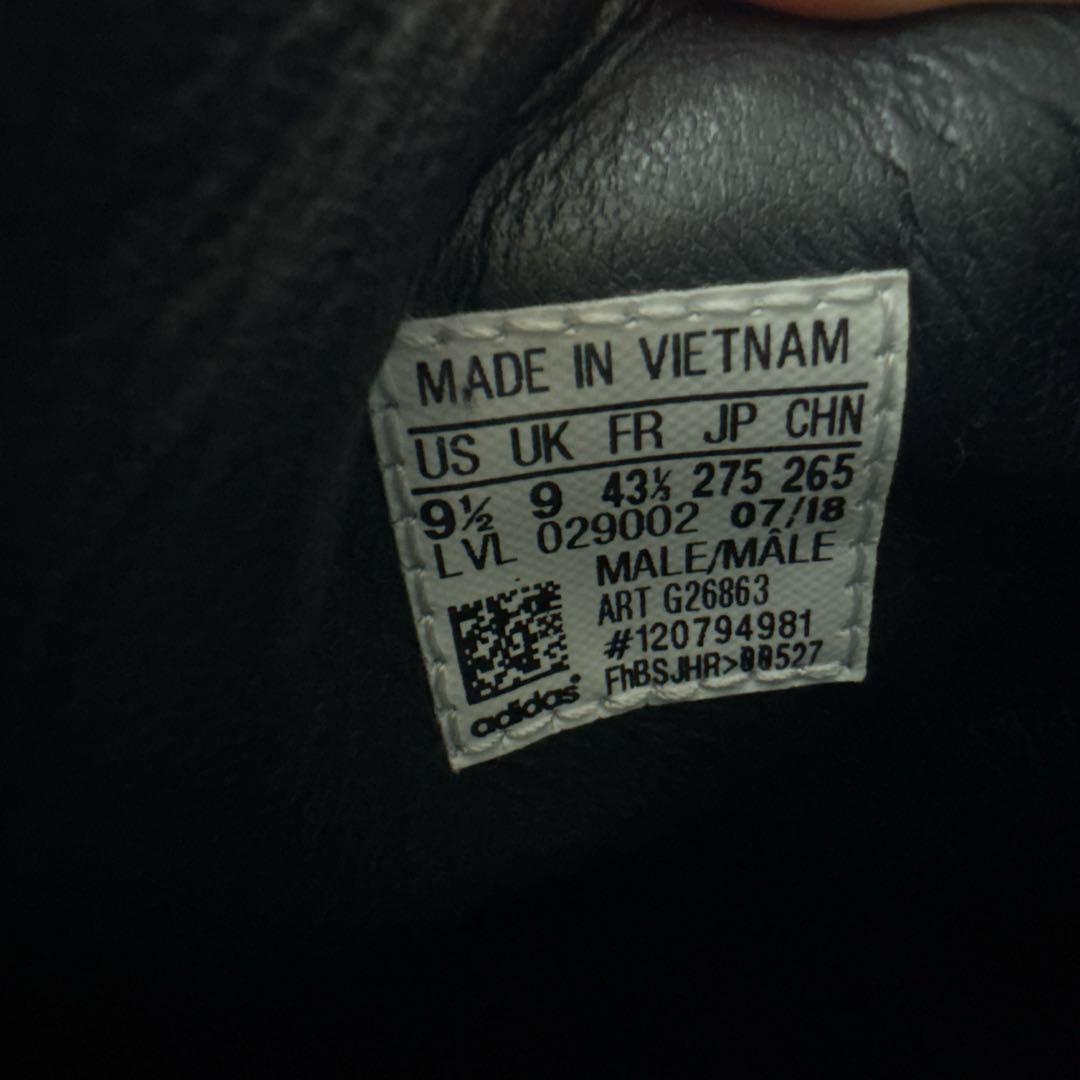 MADE IN VIETNAM
US UK FR JP CHN
9½ 9 43⅓ 275 265
LVL 029002 07/18
MALE/MÂLE
ART G26863
#120794981
FhBSJHR>00527
adidas